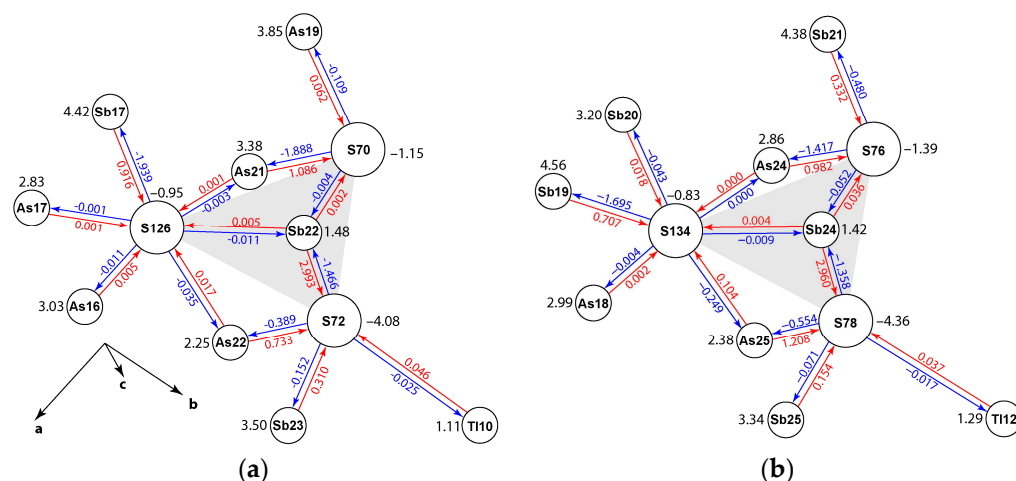 3.85 As19
-0.109
0.062
4.42 Sb17
-1.939
0.916
3.38
As21
-1.888
1.086
S70
−1.15
2.83
As17
-0.001
0.001
−0.95
0.001
-0.003
-0.004
0.002
S126
0.005
-0.011
Sb22 1.48
-0.011
0.005
3.03 As16
0.017
-0.035
2.993
-1.466
-0.389
0.733
S72
−4.08
2.25 As22
-0.152
0.310
0.046
-0.025
3.50 Sb23
1.11 Tl10
a
c
b
(a)
4.38 Sb21
−0.480
0.332
3.20 Sb20
−0.043
0.018
2.86
As24
−1.417
0.982
S76
−1.39
4.56
Sb19
−1.695
0.707
−0.83
0.000
0.000
−0.052
0.036
S134
0.004
−0.009
Sb24 1.42
−0.004
0.002
2.99 As18
0.104
−0.249
2.960
−1.358
−0.554
1.208
S78
−4.36
2.38 As25
−0.071
0.154
0.037
−0.017
3.34 Sb25
1.29 Tl12
(b)